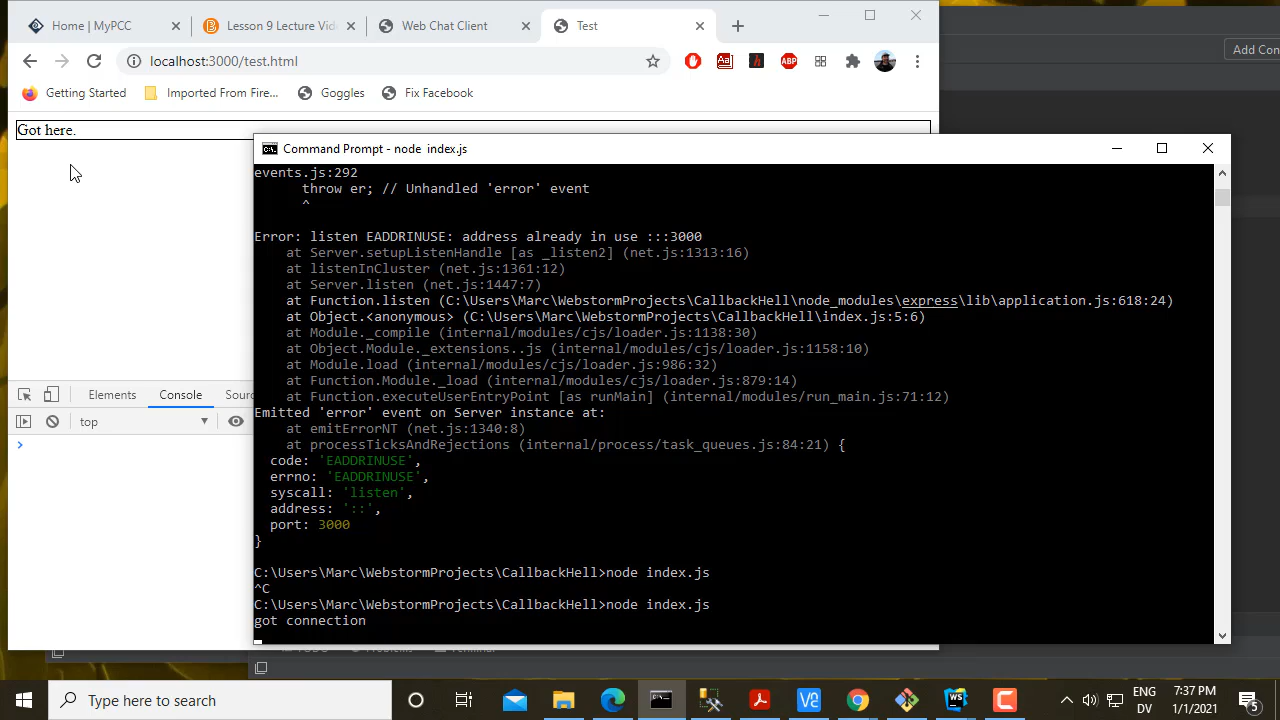 Home | MyPCC
Lesson 9 Lecture Vide
Web Chat Client
Test
localhost:3000/test.html
ABP
Getting Started
Imported From Fire...
Goggles
Fix Facebook
Add Con
Got here.
Command Prompt - node  index.js
events.js:292
      throw er; // Unhandled 'error' event
      ^
Error: listen EADDRINUSE: address already in use :::3000
    at Server.setupListenHandle [as _listen2] (net.js:1313:16)
    at listenInCluster (net.js:1361:12)
    at Server.listen (net.js:1447:7)
    at Function.listen (C:\Users\Marc\WebstormProjects\CallbackHell\node_modules\express\lib\application.js:618:24)
    at Object.<anonymous> (C:\Users\Marc\WebstormProjects\CallbackHell\index.js:5:6)
    at Module._compile (internal/modules/cjs/loader.js:1138:30)
    at Object.Module._extensions..js (internal/modules/cjs/loader.js:1158:10)
    at Module.load (internal/modules/cjs/loader.js:986:32)
    at Function.Module._load (internal/modules/cjs/loader.js:879:14)
    at Function.executeUserEntryPoint [as runMain] (internal/modules/run_main.js:71:12)
Emitted 'error' event on Server instance at:
    at emitErrorNT (net.js:1340:8)
    at processTicksAndRejections (internal/process/task_queues.js:84:21) {
  code: 'EADDRINUSE',
  errno: 'EADDRINUSE',
  syscall: 'listen',
  address: '::',
  port: 3000
}
C:\Users\Marc\WebstormProjects\CallbackHell>node index.js
^C
C:\Users\Marc\WebstormProjects\CallbackHell>node index.js
got connection
Elements
Console
Sour
top
Type here to search
ENG
DV
7:37 PM
1/1/2021
5